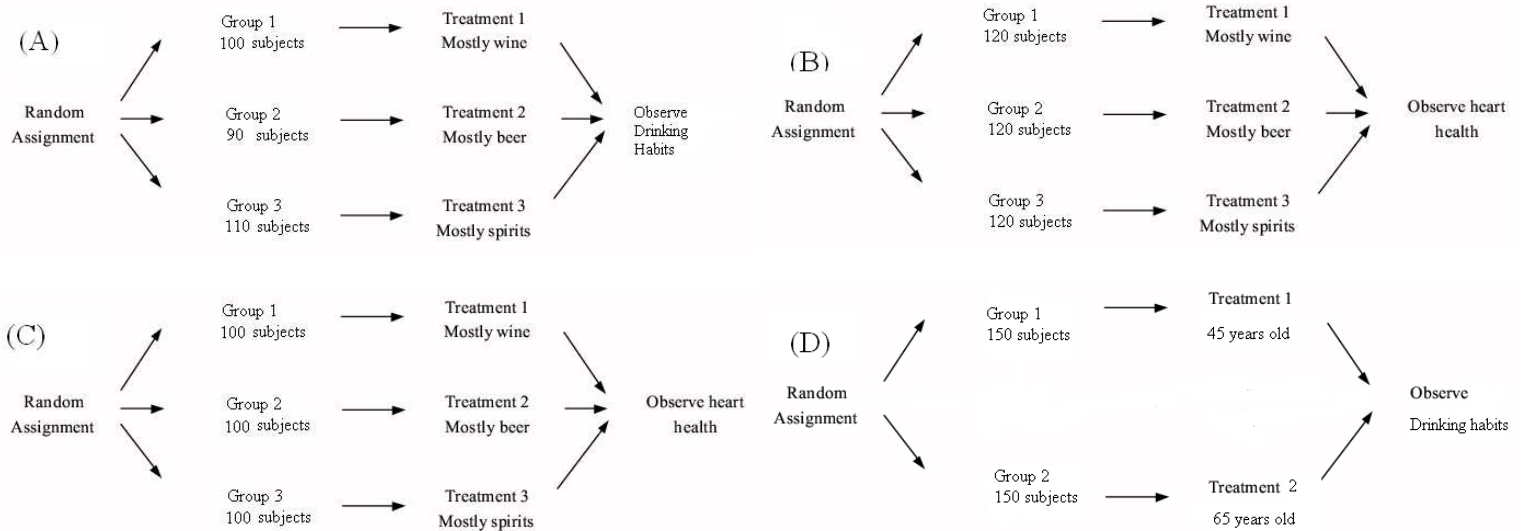 (A)
Random
Assignment
Group 1
100 subjects
Treatment 1
Mostly wine
Group 2
90 subjects
Treatment 2
Mostly beer
Group 3
110 subjects
Treatment 3
Mostly spirits
Observe
Drinking
Habits
(B)
Random
Assignment
Group 1
120 subjects
Treatment 1
Mostly wine
Group 2
120 subjects
Treatment 2
Mostly beer
Group 3
120 subjects
Treatment 3
Mostly spirits
Observe heart
health
(C)
Random
Assignment
Group 1
100 subjects
Treatment 1
Mostly wine
Group 2
100 subjects
Treatment 2
Mostly beer
Group 3
100 subjects
Treatment 3
Mostly spirits
Observe heart
health
(D)
Random
Assignment
Group 1
150 subjects
Treatment 1
45 years old
Group 2
150 subjects
Treatment 2
65 years old
Observe
Drinking habits